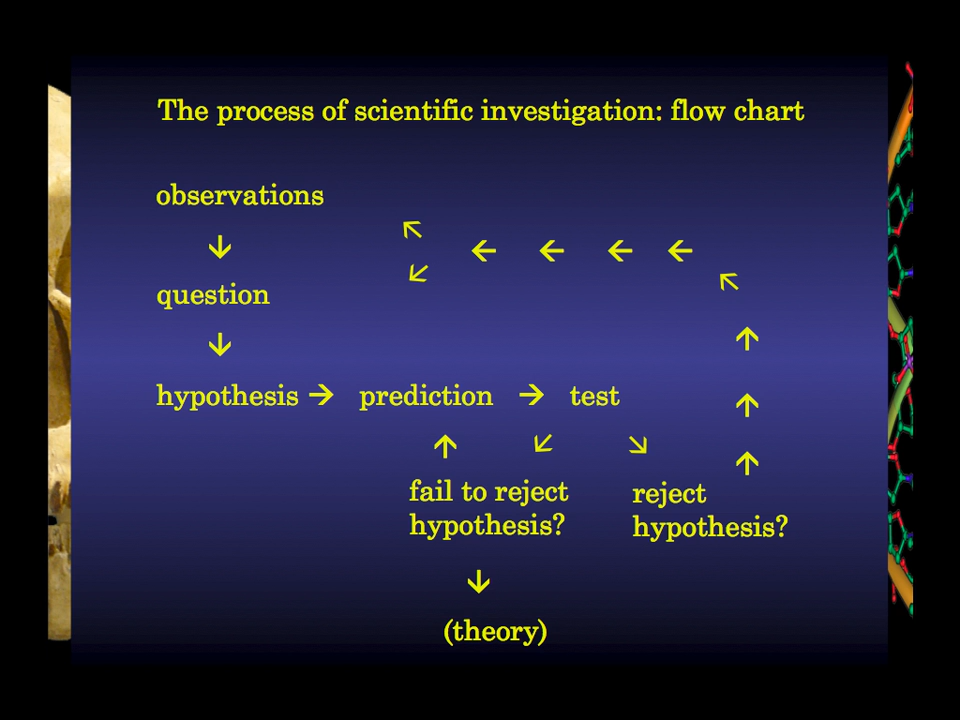 The process of scientific investigation: flow chart
observations
↙ ↖
↓
← ← ← ←
question
↖
↓
↑
hypothesis → prediction → test
↑
↑ ↙ ↘
↑
fail to reject
hypothesis?
reject
hypothesis?
↓
(theory)